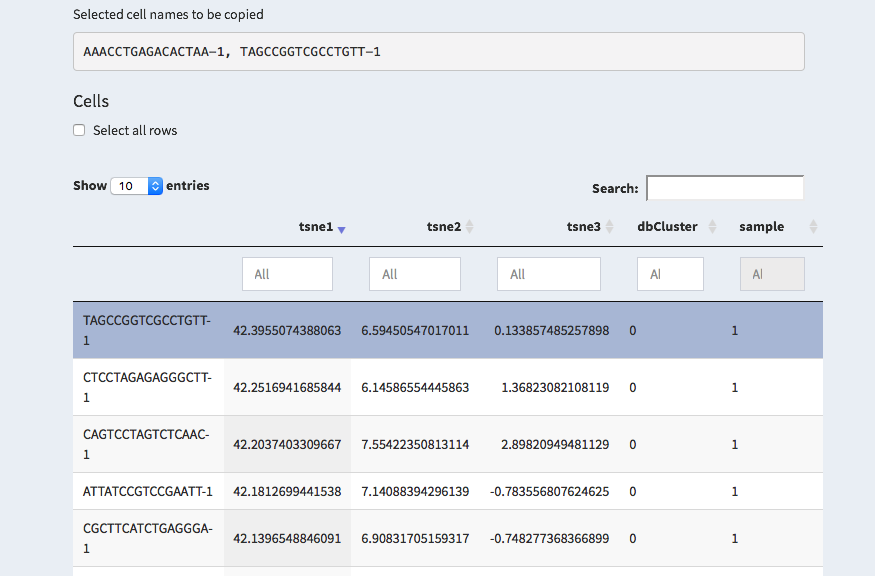 Selected cell names to be copied
AAACCTGAGACACTAA-1, TAGCCGGTCGCCTGTT-1
Cells
Select all rows
Show 10 entries
Search:
tsne1 tsne2 tsne3 dbCluster sample
All All All Al Al
TAGCCGGTCGCCTGTT-
1 42.3955074388063 6.59450547017011 0.133857485257898 0 1
CTCCTAGAGAGGGCTT-
1 42.2516941685844 6.14586554445863 1.36823082108119 0 1
CAGTCCTAGTCTCAAC-
1 42.2037403309667 7.55422350813114 2.89820949481129 0 1
ATTATCCGTCCGAATT-1 42.1812699441538 7.14088394296139 -0.783556807624625 0 1
CGCTTCATCTGAGGGA-
1 42.1396548846091 6.90831705159317 -0.748277368366899 0 1